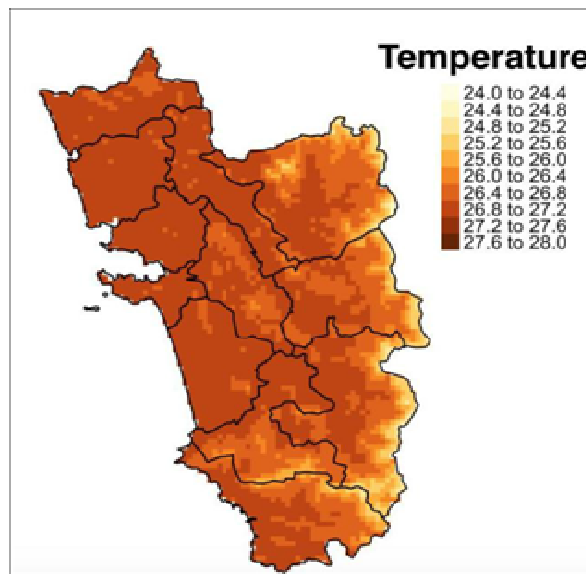 Temperature
24.0 to 24.4
24.4 to 24.8
24.8 to 25.2
25.2 to 25.6
25.6 to 26.0
26.0 to 26.4
26.4 to 26.8
26.8 to 27.2
27.2 to 27.6
27.6 to 28.0